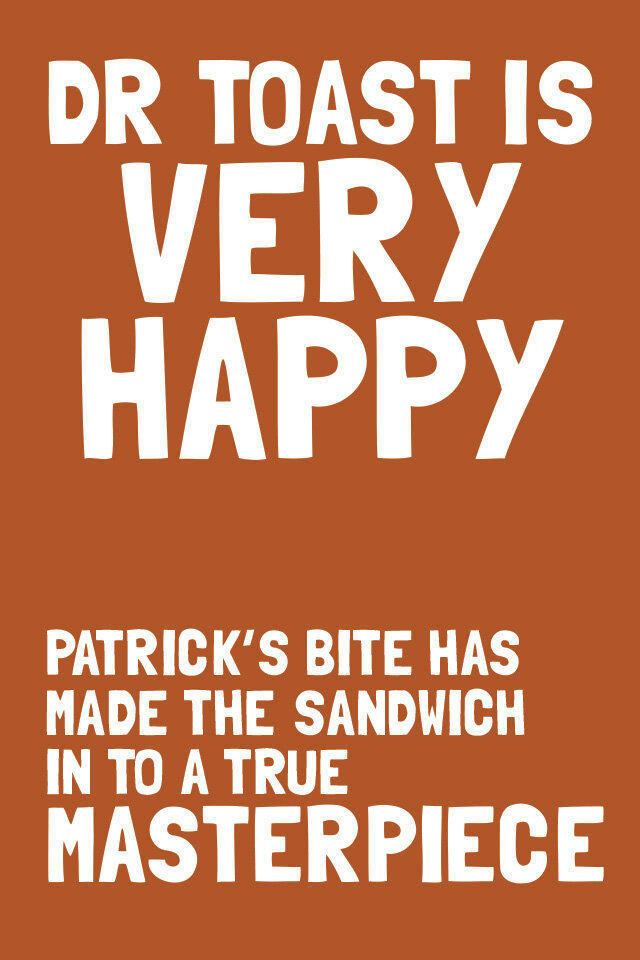 DR TOAST IS
VERY
HAPPY
PATRICK'S BITE HAS
MADE THE SANDWICH
IN TO A TRUE
MASTERPIECE